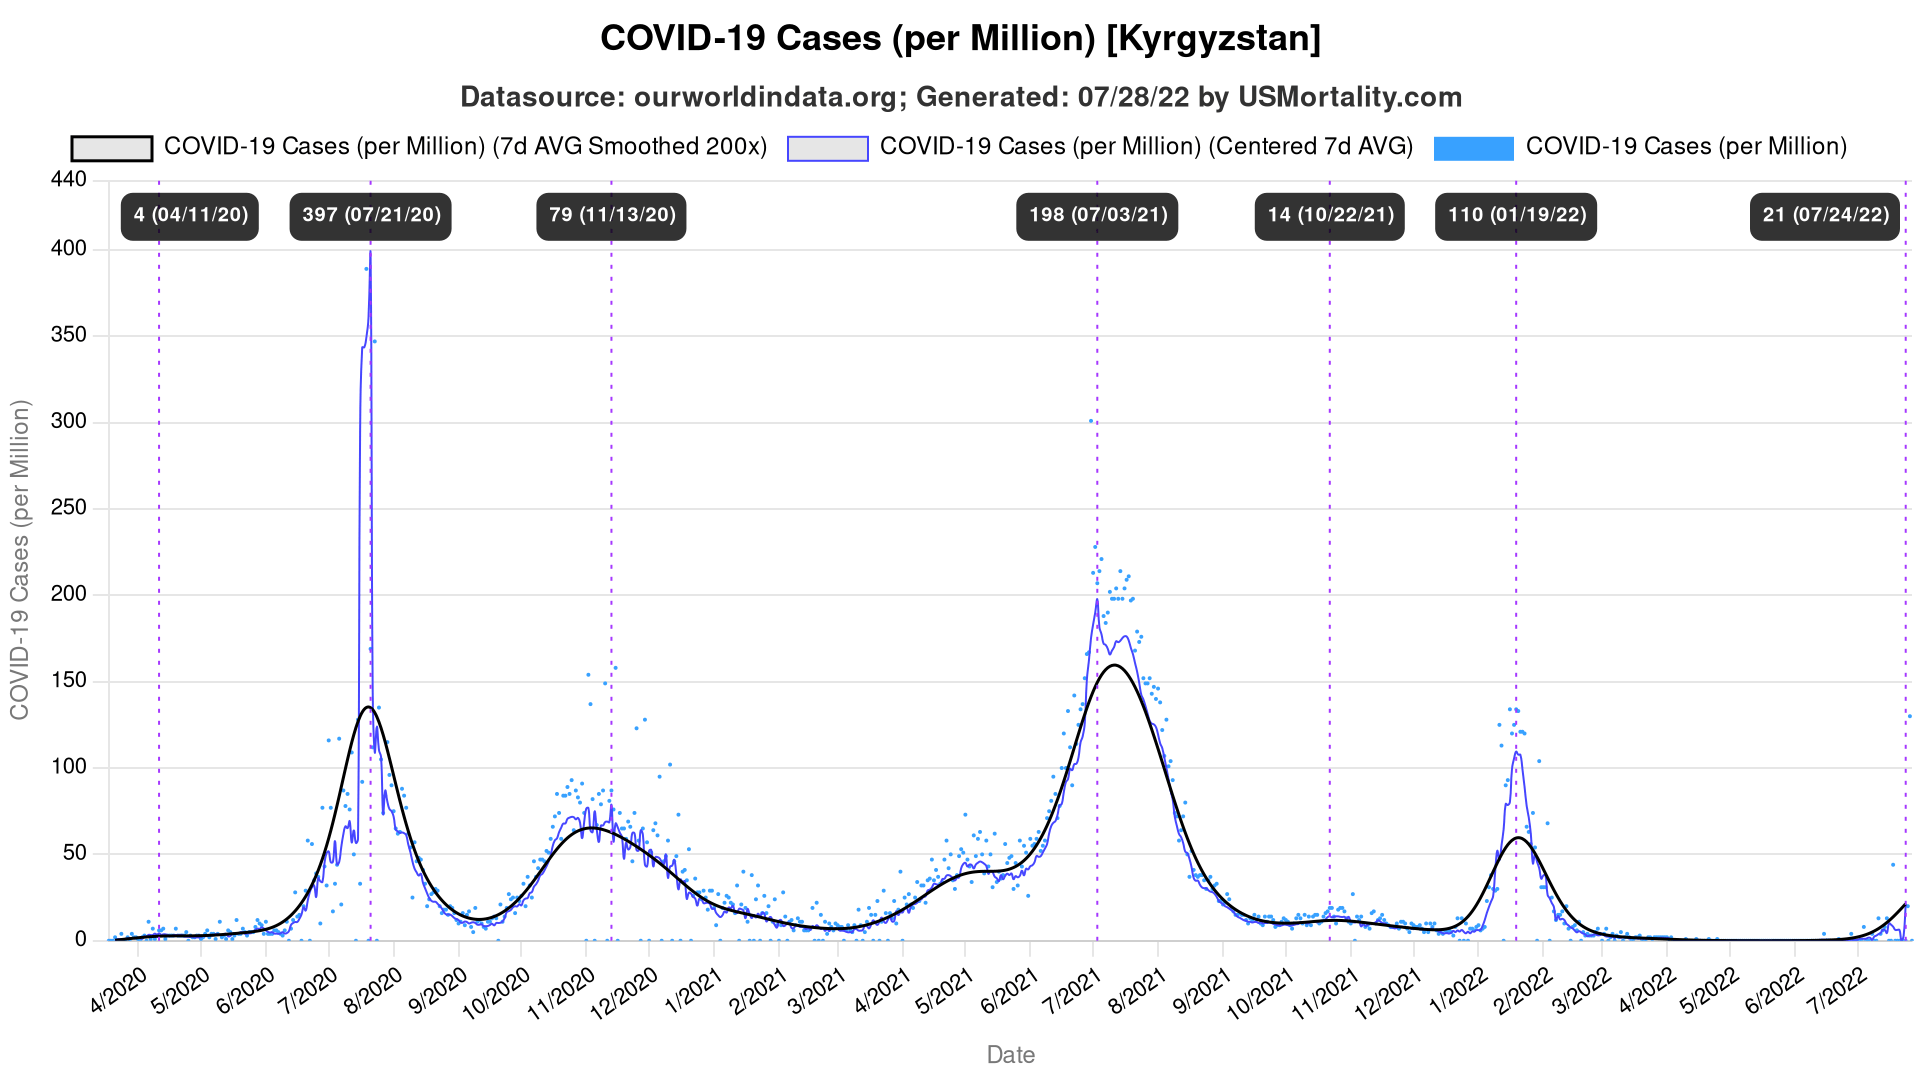 COVID-19 Cases (per Million) [Kyrgyzstan]
Datasource: ourworldindata.org; Generated: 07/28/22 by USMortality.com
COVID-19 Cases (per Million) (7d AVG Smoothed 200x) COVID-19 Cases (per Million) (Centered 7d AVG) COVID-19 Cases (per Million)
4 (04/11/20) 397 (07/21/20) 79 (11/13/20) 198 (07/03/21) 14 (10/22/21) 110 (01/19/22) 21 (07/24/22)
440
400
350
300
250
200
150
100
50
0
COVID-19 Cases (per Million)
4/2020 5/2020 6/2020 7/2020 8/2020 9/2020 10/2020 11/2020 12/2020 1/2021 2/2021 3/2021 4/2021 5/2021 6/2021 7/2021 8/2021 9/2021 10/2021 11/2021 12/2021 1/2022 2/2022 3/2022 4/2022 5/2022 6/2022 7/2022
Date